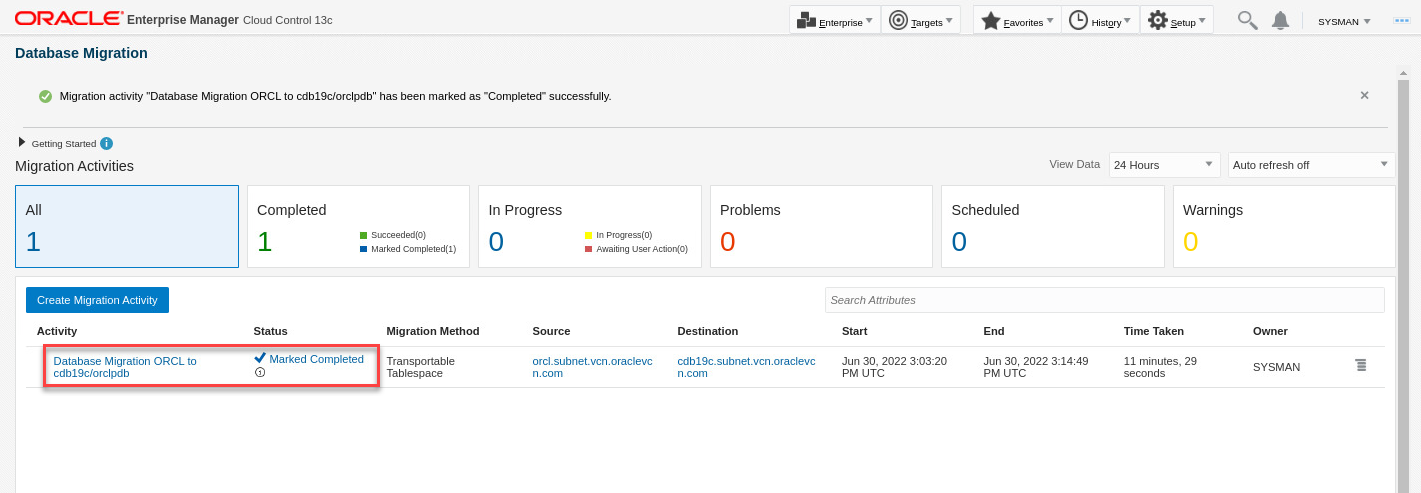 ORACLE Enterprise Manager Cloud Control 13c
Enterprise Targets Favorites History Setup SYSMAN
Database Migration
Migration activity "Database Migration ORCL to cdb19c/orclpdb" has been marked as "Completed" successfully.
Getting Started
Migration Activities
View Data 24 Hours Auto refresh off
All
1
Completed
1
Succeeded(0)
Marked Completed(1)
In Progress
0
In Progress(0)
Awaiting User Action(0)
Problems
0
Scheduled
0
Warnings
0
Create Migration Activity
Search Attributes
Activity Status Migration Method Source Destination Start End Time Taken Owner
Database Migration ORCL to
cdb19c/orclpdb
Marked Completed
Transportable
Tablespace
orcl.subnet.vcn.oraclevc
n.com
cdb19c.subnet.vcn.oraclevc
n.com
Jun 30, 2022 3:03:20
PM UTC
Jun 30, 2022 3:14:49
PM UTC
11 minutes, 29
seconds
SYSMAN